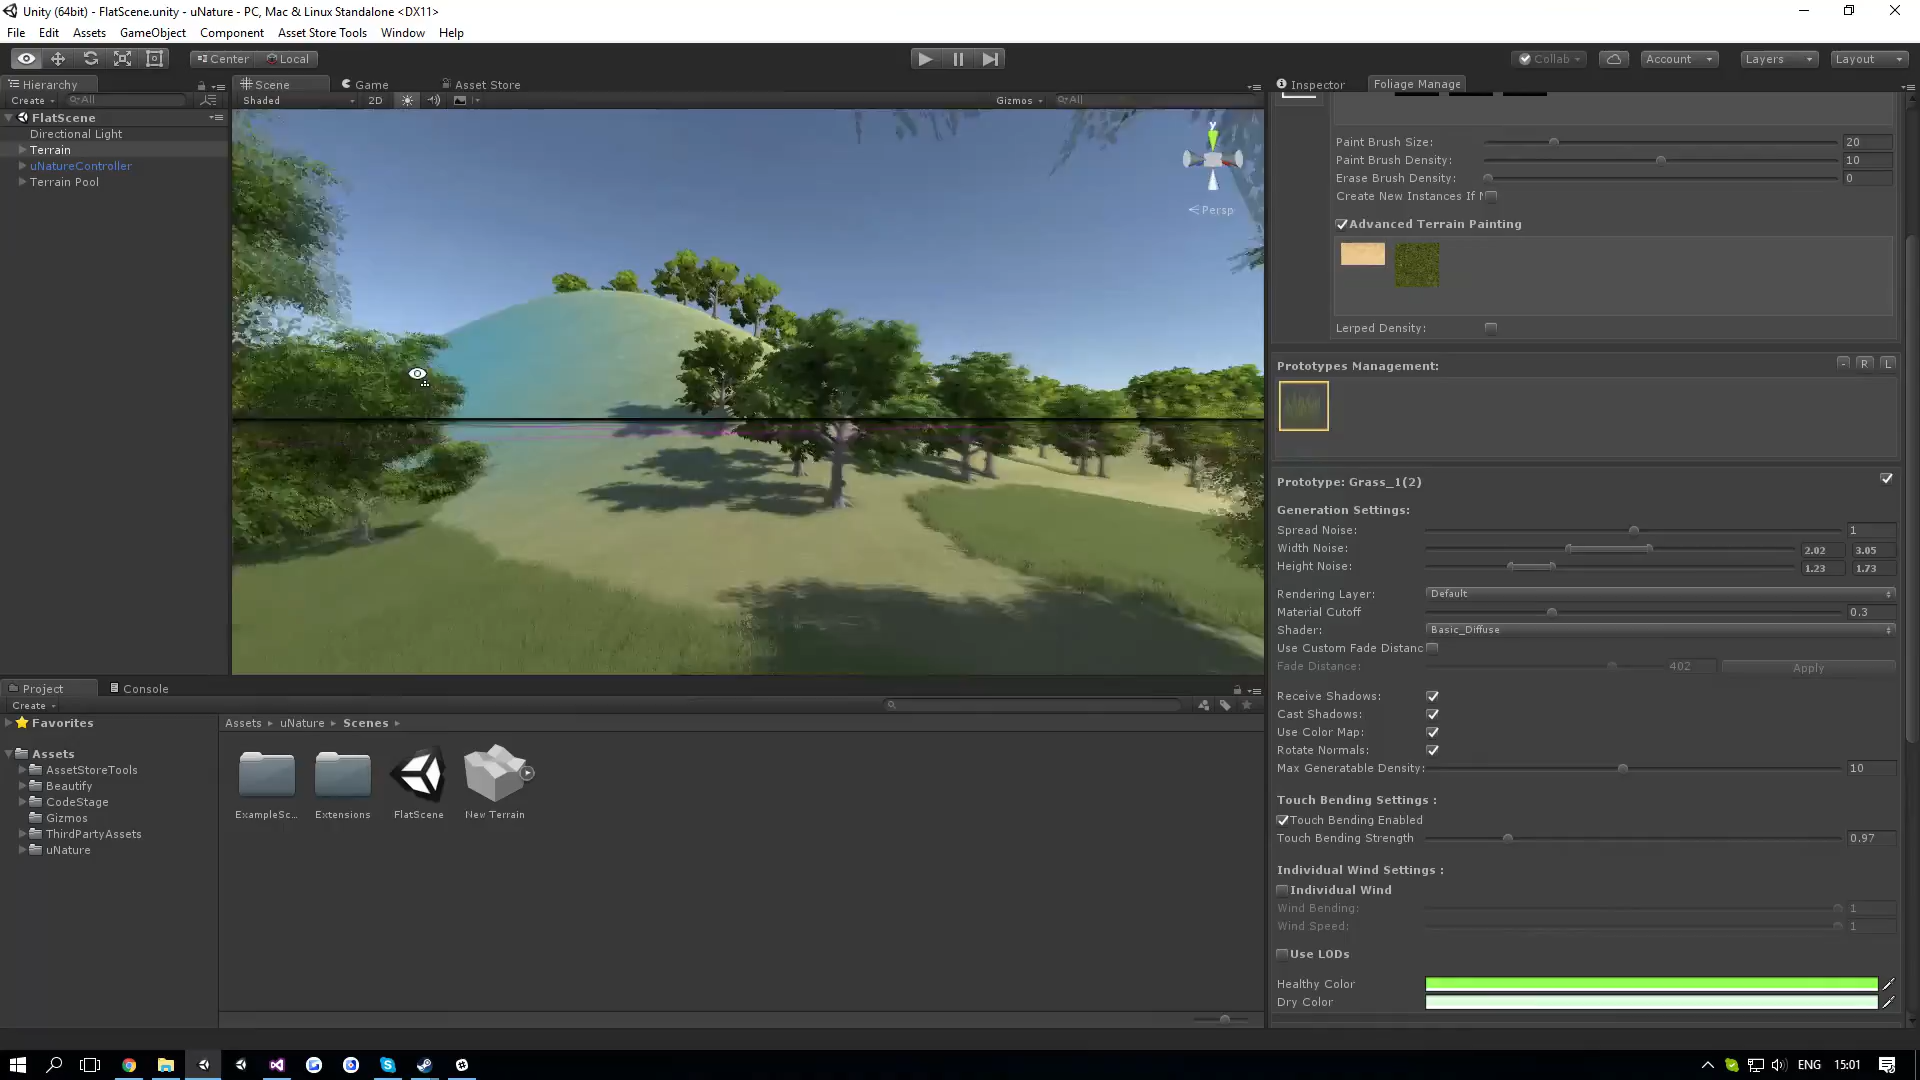 Unity (64bit) - FlatScene.unity - uNature - PC, Mac & Linux Standalone <DX11>
File Edit Assets GameObject Component Asset Store Tools Window Help
Center Local Collab Account Layers Layout
Hierarchy
Create All
FlatScene
Directional Light
Terrain
uNatureController
Terrain Pool
Scene Game Asset Store
Shaded 2D Gizmos All
y
Persp
Inspector Foliage Manage
Paint Brush Size: 20
Paint Brush Density: 10
Erase Brush Density: 0
Create New Instances If N
Advanced Terrain Painting
Lerped Density:
Prototypes Management: - R L
Prototype: Grass_1(2)
Generation Settings:
Spread Noise: 1
Width Noise: 2.02 3.05
Height Noise: 1.23 1.73
Rendering Layer: Default
Material Cutoff 0.3
Shader: Basic_Diffuse
Use Custom Fade Distanc
Fade Distance: 402 Apply
Receive Shadows:
Cast Shadows:
Use Color Map:
Rotate Normals:
Max Generatable Density: 10
Touch Bending Settings :
Touch Bending Enabled
Touch Bending Strength 0.97
Individual Wind Settings :
Individual Wind
Wind Bending: 1
Wind Speed: 1
Use LODs
Healthy Color
Dry Color
Project Console
Create
Favorites
Assets
AssetStoreTools
Beautify
CodeStage
Gizmos
ThirdPartyAssets
uNature
Assets uNature Scenes
ExampleSc... Extensions FlatScene New Terrain
ENG 15:01